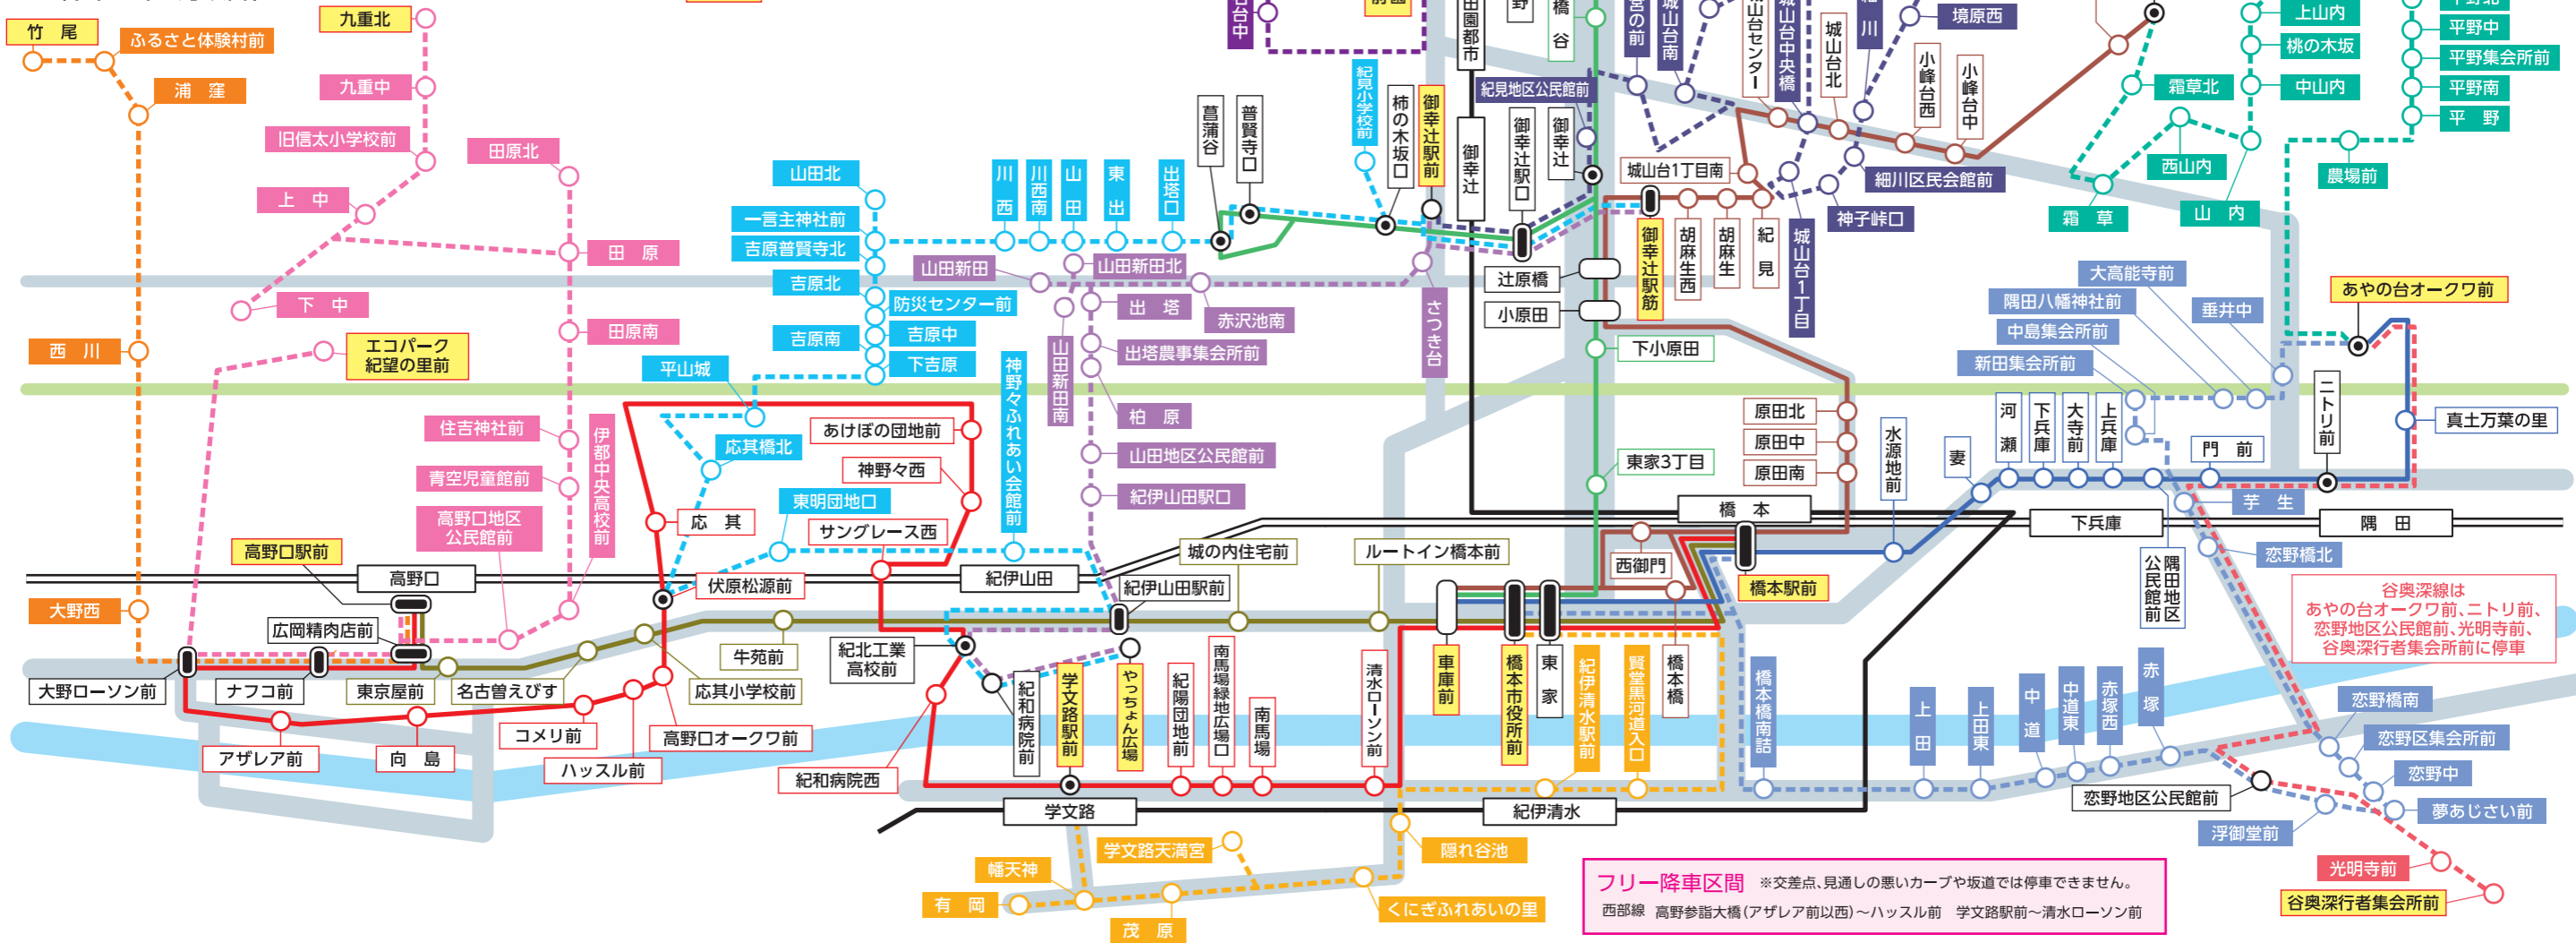 竹尾
ふるさと体験村前
浦窪
西川
大野西
九重北
九重中
旧信太小学校前
上中
下中
エコパーク
紀望の里前
田原北
田原
田原南
住吉神社前
青空児童館前
高野口地区
公民館前
伊都中央高校前
高野口駅前
高野口
広岡精肉店前
大野ローソン前
ナフコ前
東京屋前
名古曽えびす
応其小学校前
牛苑前
アザレア前
向島
コメリ前
ハッスル前
高野口オークワ前
山田北
一言主神社前
吉原普賢寺北
吉原北
防災センター前
吉原南
吉原中
下吉原
平山城
応其橋北
東明団地口
神野々ふれあい会館前
川西
川西南
山田
東出
出塔口
菖蒲谷
普賢寺口
紀見小学校前
柿の木坂口
御幸辻駅前
御幸辻
御幸辻駅口
御幸辻
紀見地区公民館前
山田新田
山田新田北
出塔
赤沢池南
出塔農事集会所前
山田新田南
柏原
山田地区公民館前
紀伊山田駅口
さつき台
あけぼの団地前
神野々西
サングレース西
応其
伏原松源前
紀伊山田
紀伊山田駅前
城の内住宅前
ルートイン橋本前
紀北工業
高校前
紀和病院西
紀和病院前
学文路駅前
やっちょん広場
紀陽団地前
南馬場緑地広場口
南馬場
清水ローソン前
車庫前
橋本市役所前
東家
紀伊清水駅前
賢堂黒河道入口
橋本橋
橋本橋南詰
学文路
紀伊清水
幡天神
学文路天満宮
有岡
茂原
くにぎふれあいの里
隠れ谷池
台中
田園都市
橋谷
宮の前
城山台南
城山台センター
城山台中央橋
城山台北
細川
境原西
小峰台西
小峰台中
細川区民会館前
神子峠口
城山台1丁目南
城山台1丁目
御幸辻駅筋
胡麻生西
胡麻生
紀見
辻原橋
小原田
下小原田
東家3丁目
原田北
原田中
原田南
橋本
西御門
橋本駅前
水源地前
妻
河瀬
下兵庫
大寺前
上兵庫
門前
隅田地区
公民館前
ニトリ前
真土万葉の里
あやの台オークワ前
大高能寺前
隅田八幡神社前
中島集会所前
新田集会所前
垂井中
下兵庫
隅田
芋生
恋野橋北
上山内
桃の木坂
中山内
霜草北
西山内
霜草
山内
平野北
平野中
平野集会所前
平野南
平野
農場前
谷奥深線は
あやの台オークワ前、ニトリ前、
恋野地区公民館前、光明寺前、
谷奥深行者集会所前に停車
上田
上田東
中道
中道東
赤塚西
赤塚
恋野橋南
恋野区集会所前
恋野中
夢あじさい前
浮御堂前
恋野地区公民館前
光明寺前
谷奥深行者集会所前
フリー降車区間 ※交差点、見通しの悪いカーブや坂道では停車できません。
西部線 高野参詣大橋(アザレア前以西)～ハッスル前 学文路駅前～清水ローソン前